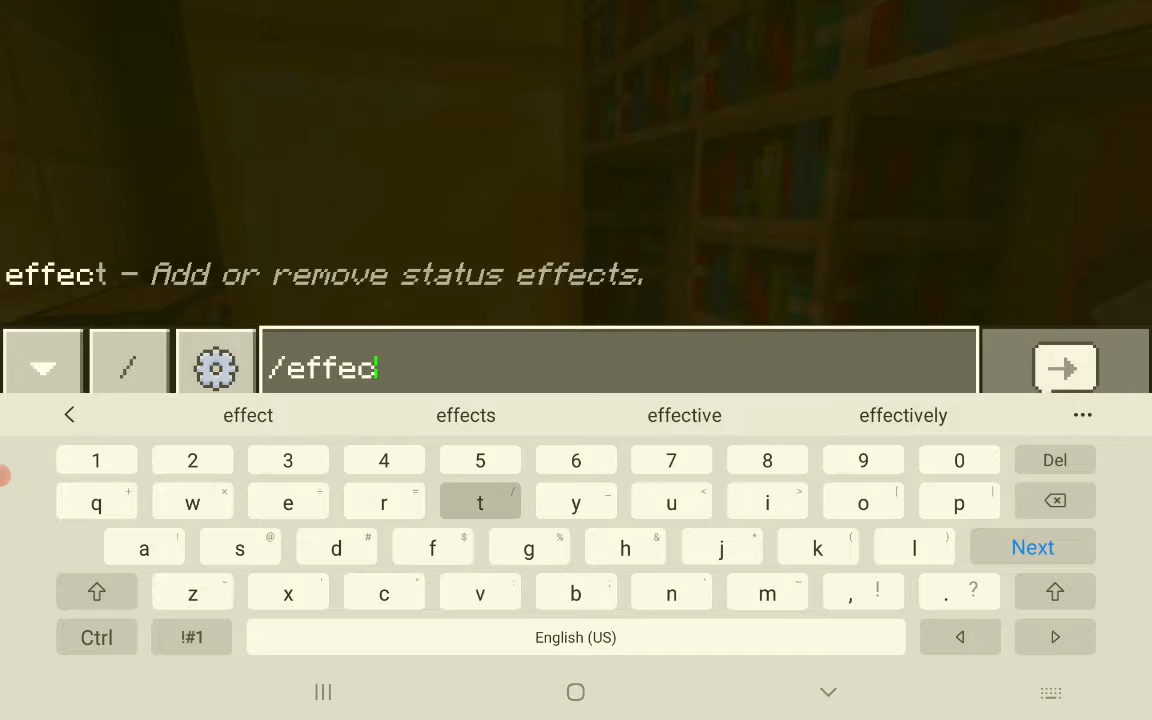 effect - Add or remove status effects.
/ /effec
effect effects effective effectively ...
1 2 3 4 5 6 7 8 9 0 Del
q + w × e ÷ r = t / y _ u < i > o [ p |
a ! s @ d # f $ g % h & j * k ( l ) Next
z - x ' c " v : b ; n m ~ , ! . ?
Ctrl !#1 English (US)